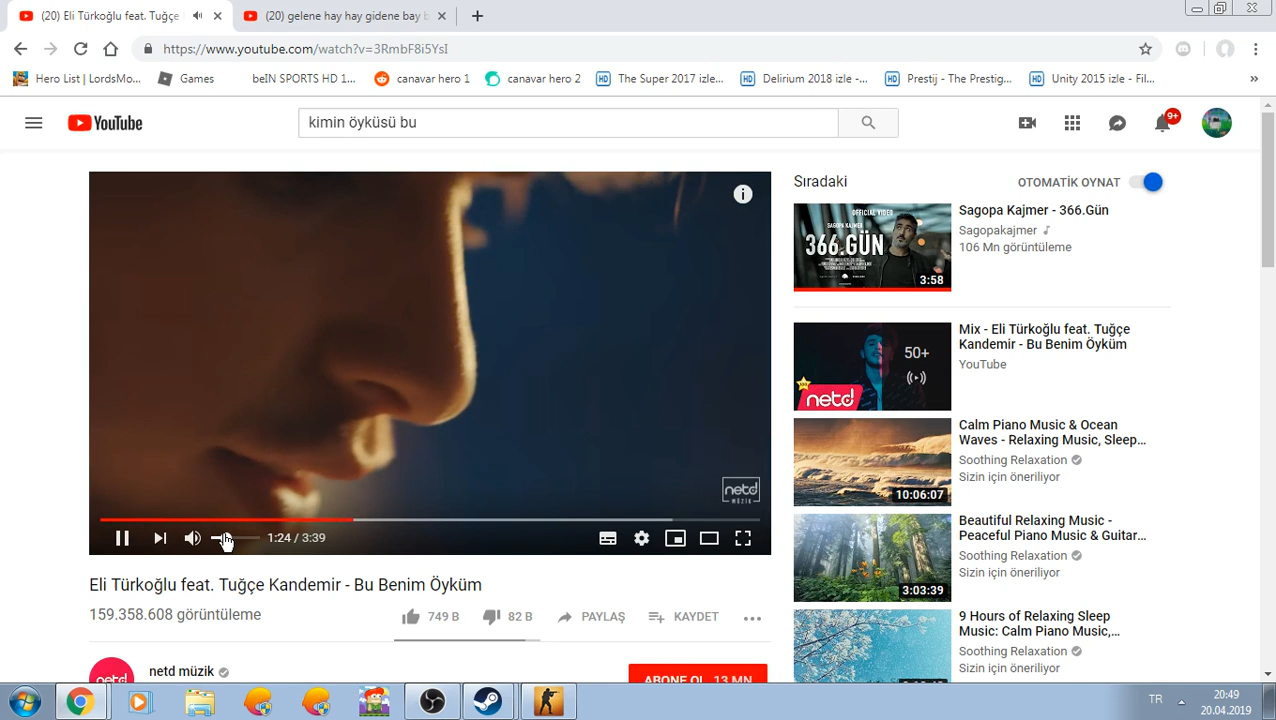 (20) Eli Türkoğlu feat. Tuğçe
(20) gelene hay hay gidene bay b
https://www.youtube.com/watch?v=3RmbF8i5YsI
Hero List | LordsMo...
Games
beIN SPORTS HD 1...
canavar hero 1
canavar hero 2
HD The Super 2017 izle...
HD Delirium 2018 izle -...
HD Prestij - The Prestig...
HD Unity 2015 izle - Fil...
»
YouTube
kimin öyküsü bu
9+
Sıradaki
OTOMATİK OYNAT
OFFICIAL VIDEO
SAGOPA KAJMER
366.GÜN
3:58
Sagopa Kajmer - 366.Gün
Sagopakajmer
106 Mn görüntüleme
50+
netd
Mix - Eli Türkoğlu feat. Tuğçe
Kandemir - Bu Benim Öyküm
YouTube
10:06:07
Calm Piano Music & Ocean
Waves - Relaxing Music, Sleep...
Soothing Relaxation
Sizin için öneriliyor
3:03:39
Beautiful Relaxing Music -
Peaceful Piano Music & Guitar...
Soothing Relaxation
Sizin için öneriliyor
9 Hours of Relaxing Sleep
Music: Calm Piano Music,...
Soothing Relaxation
Sizin için öneriliyor
netd
MÜZİK
1:24 / 3:39
Eli Türkoğlu feat. Tuğçe Kandemir - Bu Benim Öyküm
159.358.608 görüntüleme
749 B
82 B
PAYLAŞ
KAYDET
netd
netd müzik
ABONE OL 13 MN
TR
20:49
20.04.2019